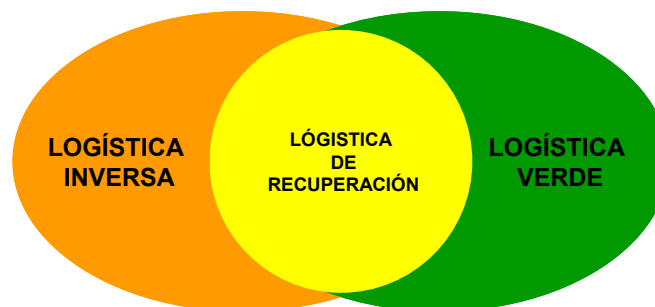 LOGÍSTICA
INVERSA
LÓGISTICA
DE
RECUPERACIÓN
LOGÍSTICA
VERDE